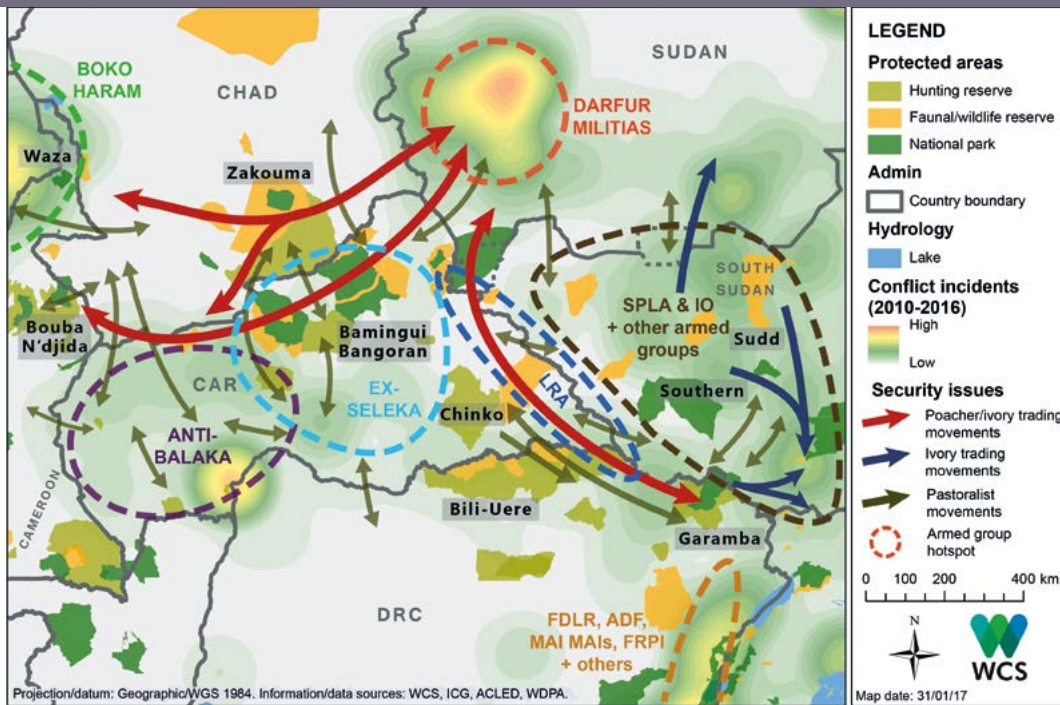 BOKO
HARAM
CHAD
SUDAN
DARFUR
MILITIAS
Waza
Zakouma
SOUTH
SUDAN
SPLA & IO
+ other armed
groups
Sudd
Bouba
N'djida
Bamingui
Bangoran
CAR
EX-
SELEKA
LRA
Southern
Chinko
ANTI-
BALAKA
CAMEROON
Bili-Uere
Garamba
DRC
FDLR, ADF,
MAI MAIs, FRPI
+ others
Projection/datum: Geographic/WGS 1984. Information/data sources: WCS, ICG, ACLED, WDPA.
LEGEND
Protected areas
Hunting reserve
Faunal/wildlife reserve
National park
Admin
Country boundary
Hydrology
Lake
Conflict incidents
(2010-2016)
High
Low
Security issues
Poacher/ivory trading
movements
Ivory trading
movements
Pastoralist
movements
Armed group
hotspot
0 100 200 400 km
N
WCS
Map date: 31/01/17